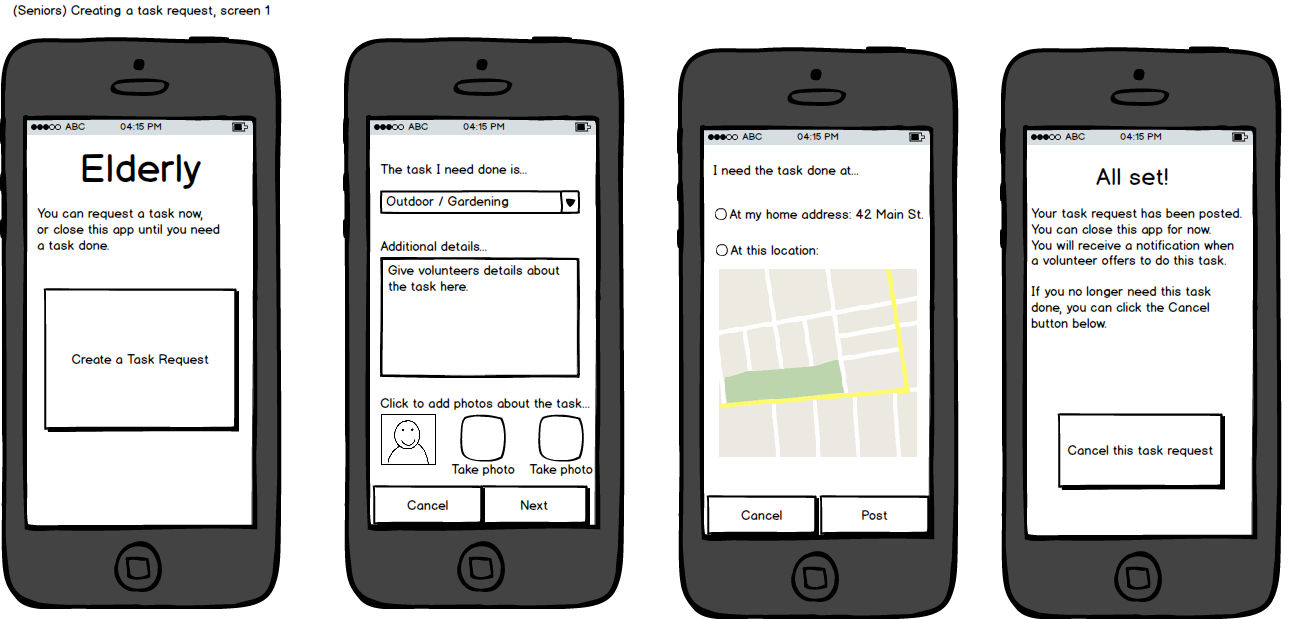 (Seniors) Creating a task request, screen 1
ABC 04:15 PM
Elderly
You can request a task now,
or close this app until you need
a task done.
Create a Task Request
ABC 04:15 PM
The task I need done is...
Outdoor / Gardening
Additional details...
Give volunteers details about
the task here.
Click to add photos about the task...
Take photo Take photo
Cancel Next
ABC 04:15 PM
I need the task done at...
At my home address: 42 Main St.
At this location:
Cancel Post
ABC 04:15 PM
All set!
Your task request has been posted.
You can close this app for now.
You will receive a notification when
a volunteer offers to do this task.
If you no longer need this task
done, you can click the Cancel
button below.
Cancel this task request